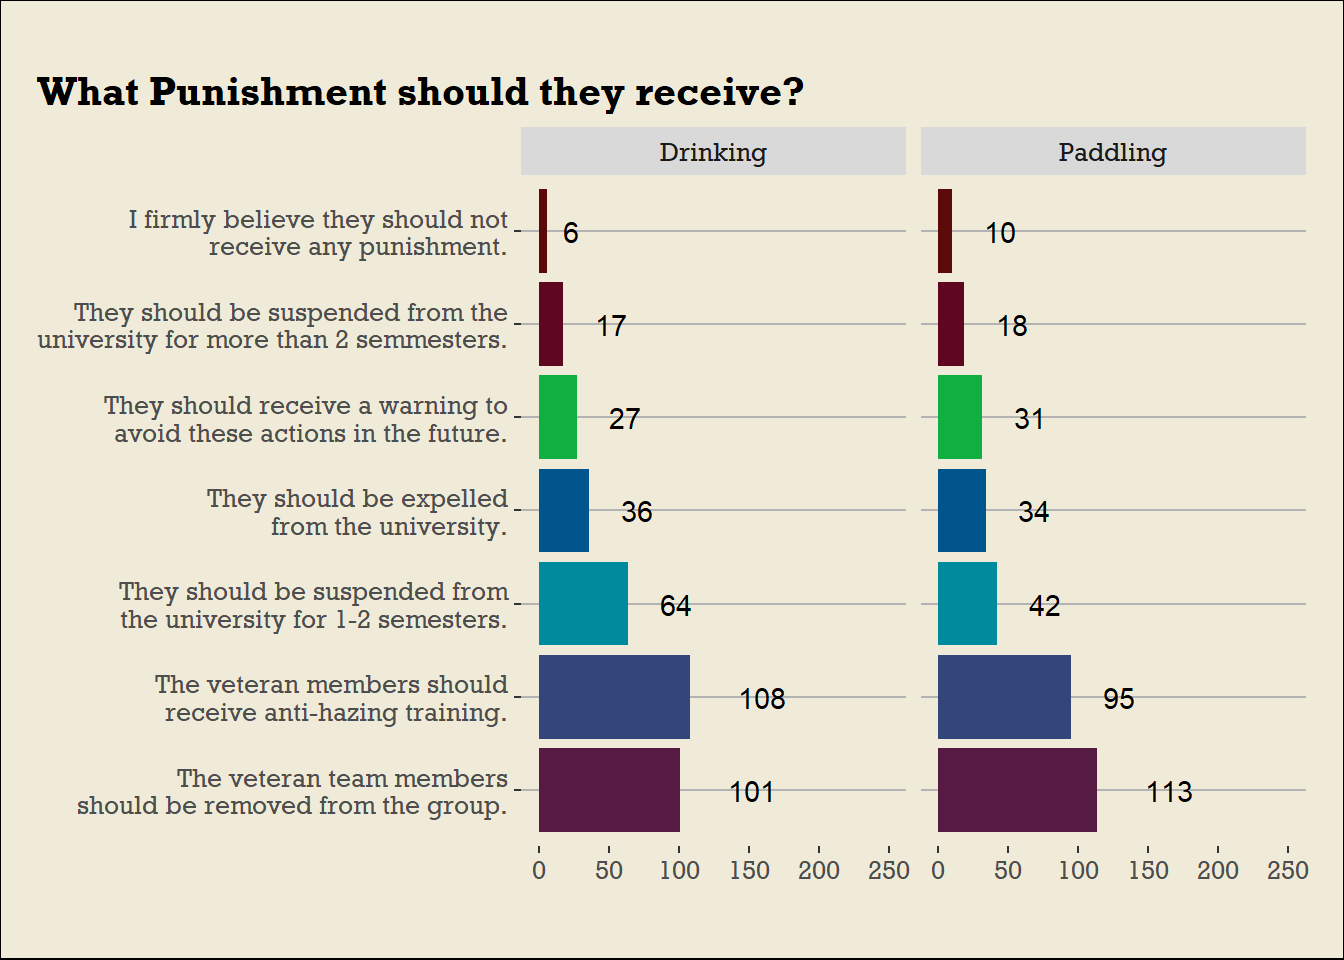 What Punishment should they receive?
Drinking
Paddling
I firmly believe they should not
receive any punishment.
6
10
They should be suspended from the
university for more than 2 semmesters.
17
18
They should receive a warning to
avoid these actions in the future.
27
31
They should be expelled
from the university.
36
34
They should be suspended from
the university for 1-2 semesters.
64
42
The veteran members should
receive anti-hazing training.
108
95
The veteran team members
should be removed from the group.
101
113
0 50 100 150 200 250
0 50 100 150 200 250